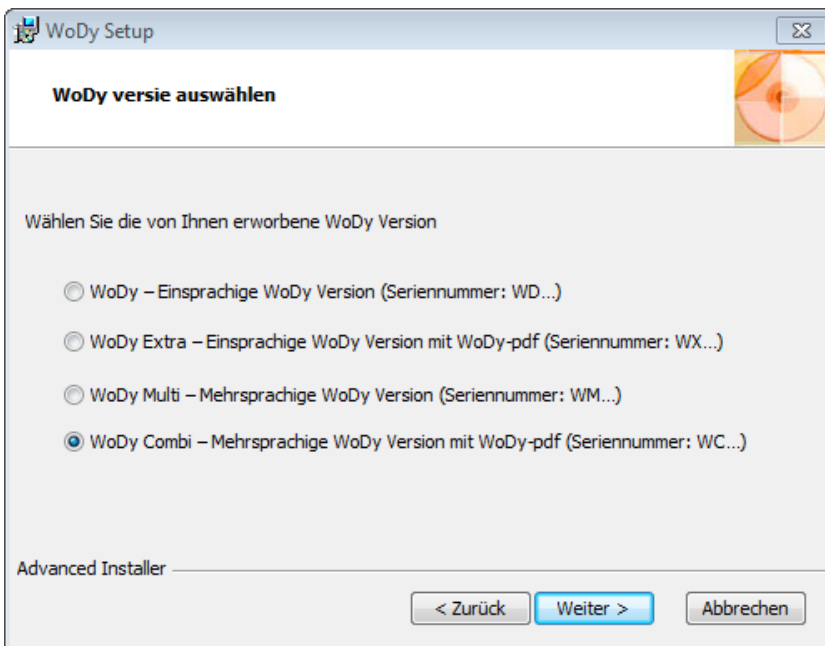 WoDy Setup
WoDy versie auswählen
Wählen Sie die von Ihnen erworbene WoDy Version
WoDy – Einsprachige WoDy Version (Seriennummer: WD...)
WoDy Extra – Einsprachige WoDy Version mit WoDy-pdf (Seriennummer: WX...)
WoDy Multi – Mehrsprachige WoDy Version (Seriennummer: WM...)
WoDy Combi – Mehrsprachige WoDy Version mit WoDy-pdf (Seriennummer: WC...)
Advanced Installer
< Zurück Weiter > Abbrechen